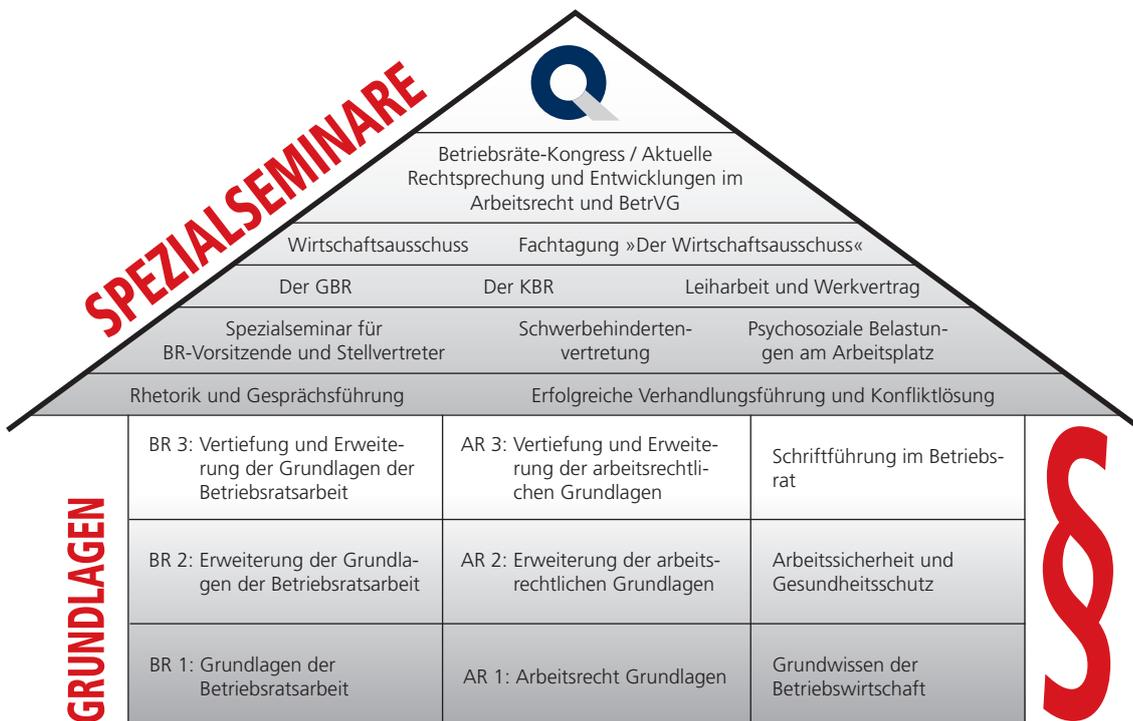 SPEZIALSEMINARE
Q
Betriebsräte-Kongress / Aktuelle
Rechtsprechung und Entwicklungen im
Arbeitsrecht und BetrVG
Wirtschaftsausschuss Fachtagung »Der Wirtschaftsausschuss«
Der GBR Der KBR Leiharbeit und Werkvertrag
Spezialseminar für
BR-Vorsitzende und Stellvertreter
Schwerbehinderten-
vertretung
Psychosoziale Belastun-
gen am Arbeitsplatz
Rhetorik und Gesprächsführung Erfolgreiche Verhandlungsführung und Konfliktlösung
GRUNDLAGEN
BR 3: Vertiefung und Erweite-
rung der Grundlagen der
Betriebsratsarbeit
AR 3: Vertiefung und Erweite-
rung der arbeitsrechtli-
chen Grundlagen
Schriftführung im Betriebs-
rat
BR 2: Erweiterung der Grundla-
gen der Betriebsratsarbeit
AR 2: Erweiterung der arbeits-
rechtlichen Grundlagen
Arbeitssicherheit und
Gesundheitsschutz
BR 1: Grundlagen der
Betriebsratsarbeit
AR 1: Arbeitsrecht Grundlagen
Grundwissen der
Betriebswirtschaft
§